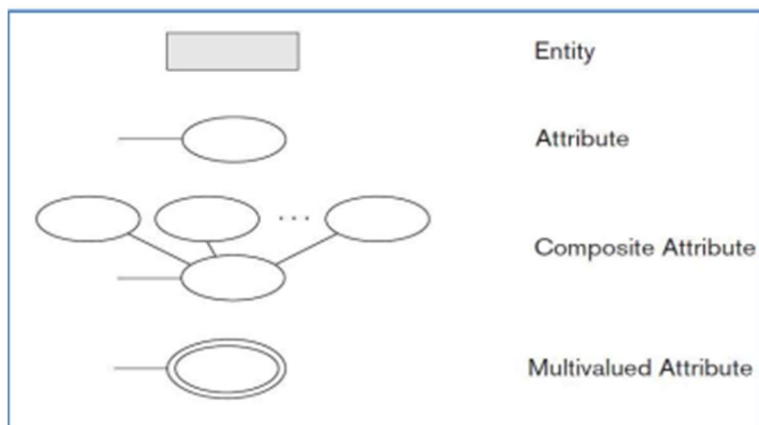 Entity
Attribute
. . .
Composite Attribute
Multivalued Attribute